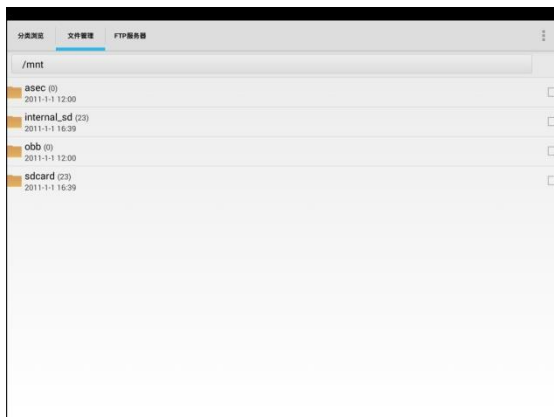 分类浏览 文件管理 FTP服务器
/mnt
asec (0)
2011-1-1 12:00
internal_sd (23)
2011-1-1 16:39
obb (0)
2011-1-1 12:00
sdcard (23)
2011-1-1 16:39